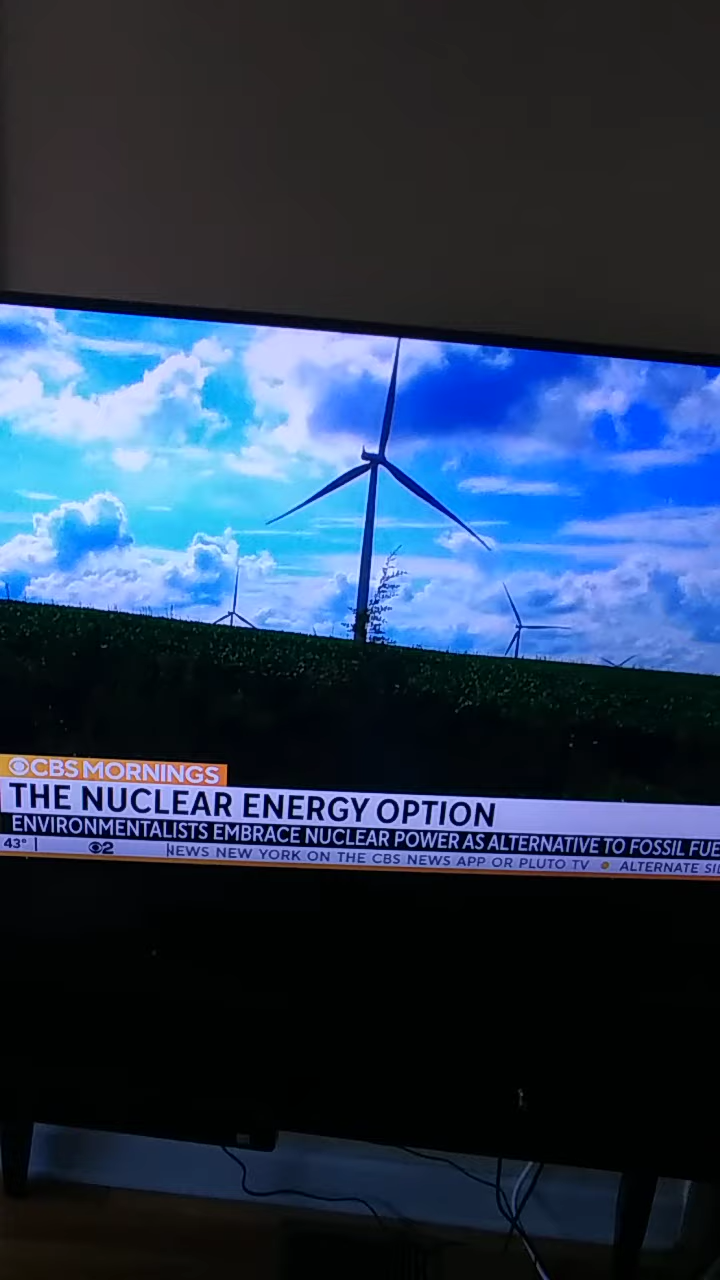 CBS MORNINGS
THE NUCLEAR ENERGY OPTION
ENVIRONMENTALISTS EMBRACE NUCLEAR POWER AS ALTERNATIVE TO FOSSIL FUE
43° | 2 NEWS NEW YORK ON THE CBS NEWS APP OR PLUTO TV ALTERNATE SI